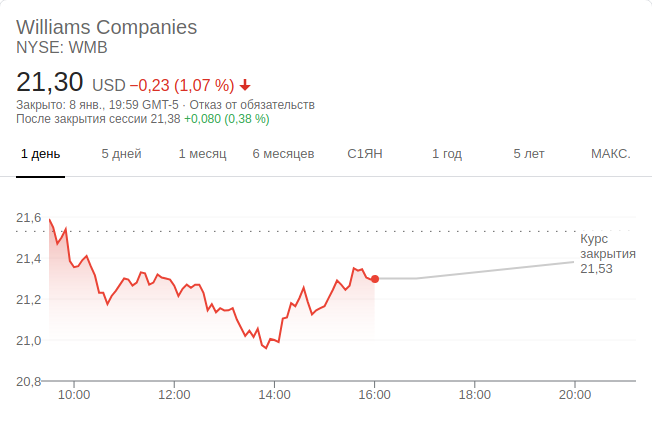 Williams Companies
NYSE: WMB
21,30 USD −0,23 (1,07 %)
Закрыто: 8 янв., 19:59 GMT-5 · Отказ от обязательств
После закрытия сессии 21,38 +0,080 (0,38 %)
1 день 5 дней 1 месяц 6 месяцев С1ЯН 1 год 5 лет МАКС.
21,6
Курс
закрытия
21,53
21,4
21,2
21,0
20,8
10:00 12:00 14:00 16:00 18:00 20:00